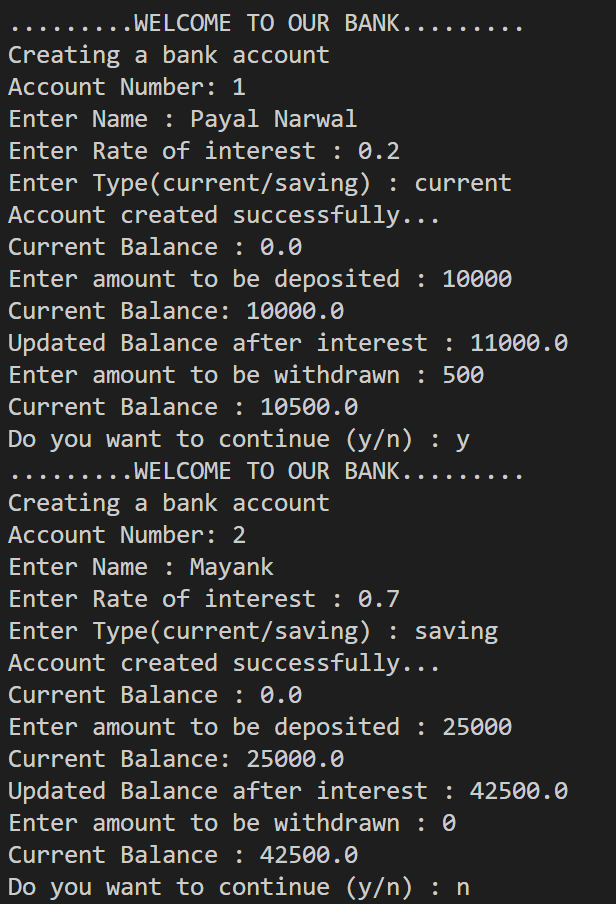 .........WELCOME TO OUR BANK.........
Creating a bank account
Account Number: 1
Enter Name : Payal Narwal
Enter Rate of interest : 0.2
Enter Type(current/saving) : current
Account created successfully...
Current Balance : 0.0
Enter amount to be deposited : 10000
Current Balance: 10000.0
Updated Balance after interest : 11000.0
Enter amount to be withdrawn : 500
Current Balance : 10500.0
Do you want to continue (y/n) : y
.........WELCOME TO OUR BANK.........
Creating a bank account
Account Number: 2
Enter Name : Mayank
Enter Rate of interest : 0.7
Enter Type(current/saving) : saving
Account created successfully...
Current Balance : 0.0
Enter amount to be deposited : 25000
Current Balance: 25000.0
Updated Balance after interest : 42500.0
Enter amount to be withdrawn : 0
Current Balance : 42500.0
Do you want to continue (y/n) : n